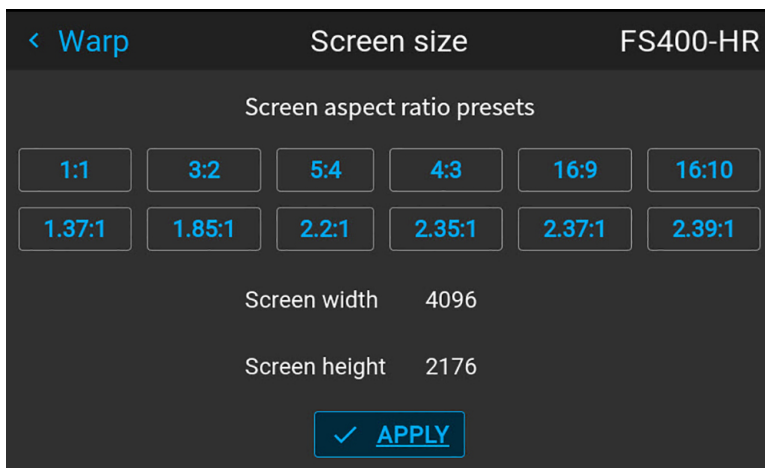 Warp Screen size FS400-HR
Screen aspect ratio presets
1:1 3:2 5:4 4:3 16:9 16:10
1.37:1 1.85:1 2.2:1 2.35:1 2.37:1 2.39:1
Screen width 4096
Screen height 2176
APPLY